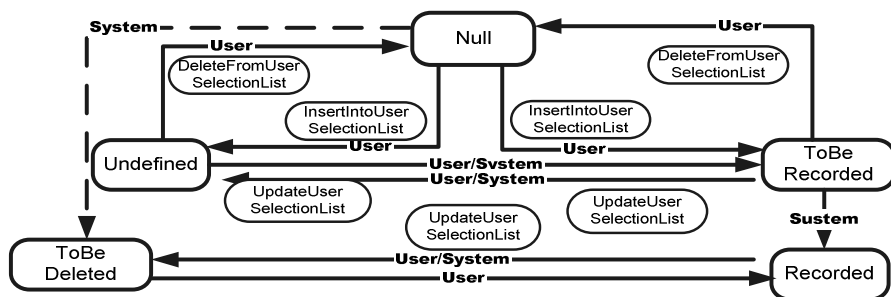 System
User
Null
User
DeleteFromUser
SelectionList
DeleteFromUser
SelectionList
InsertIntoUser
SelectionList
InsertIntoUser
SelectionList
User
User
Undefined
User/System
User/System
ToBe
Recorded
UpdateUser
SelectionList
UpdateUser
SelectionList
UpdateUser
SelectionList
Sustem
ToBe
Deleted
User/System
User
Recorded